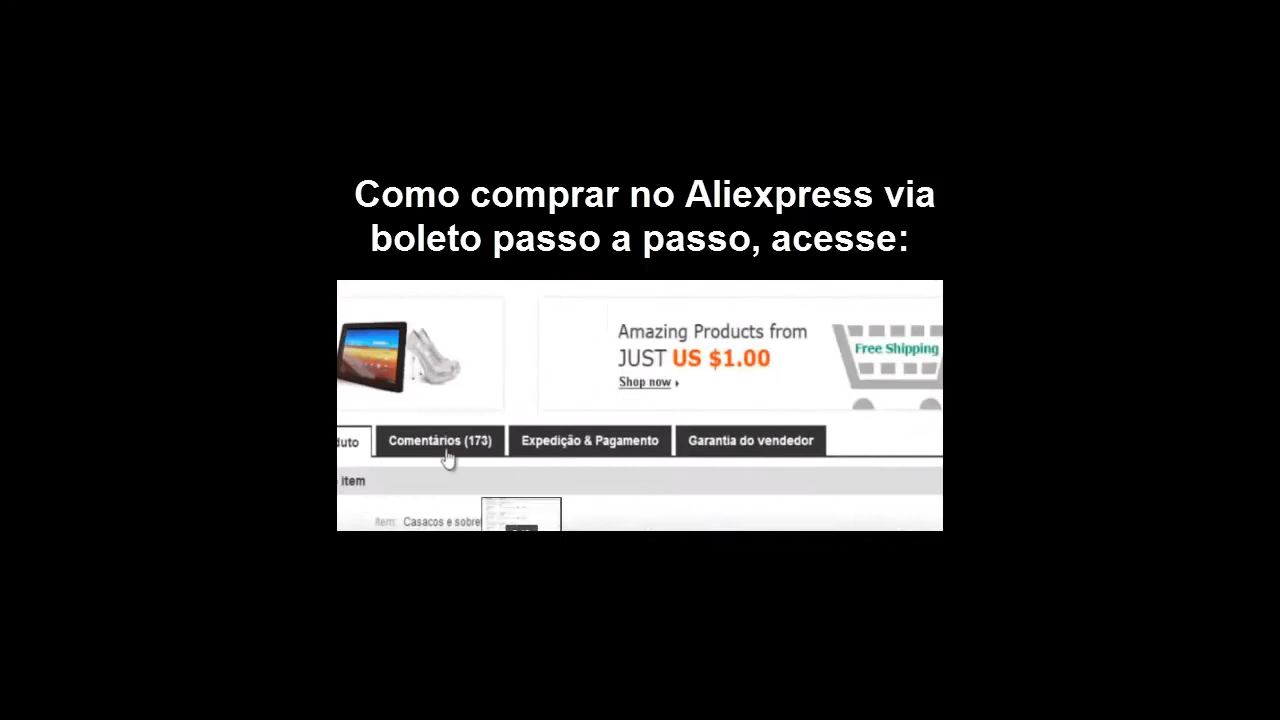 Como comprar no Aliexpress via
boleto passo a passo, acesse:
Amazing Products from
JUST US $1.00
Shop now
Free Shipping
duto
Comentários (173)
Expedição & Pagamento
Garantia do vendedor
item
Item: Casacos e sobre